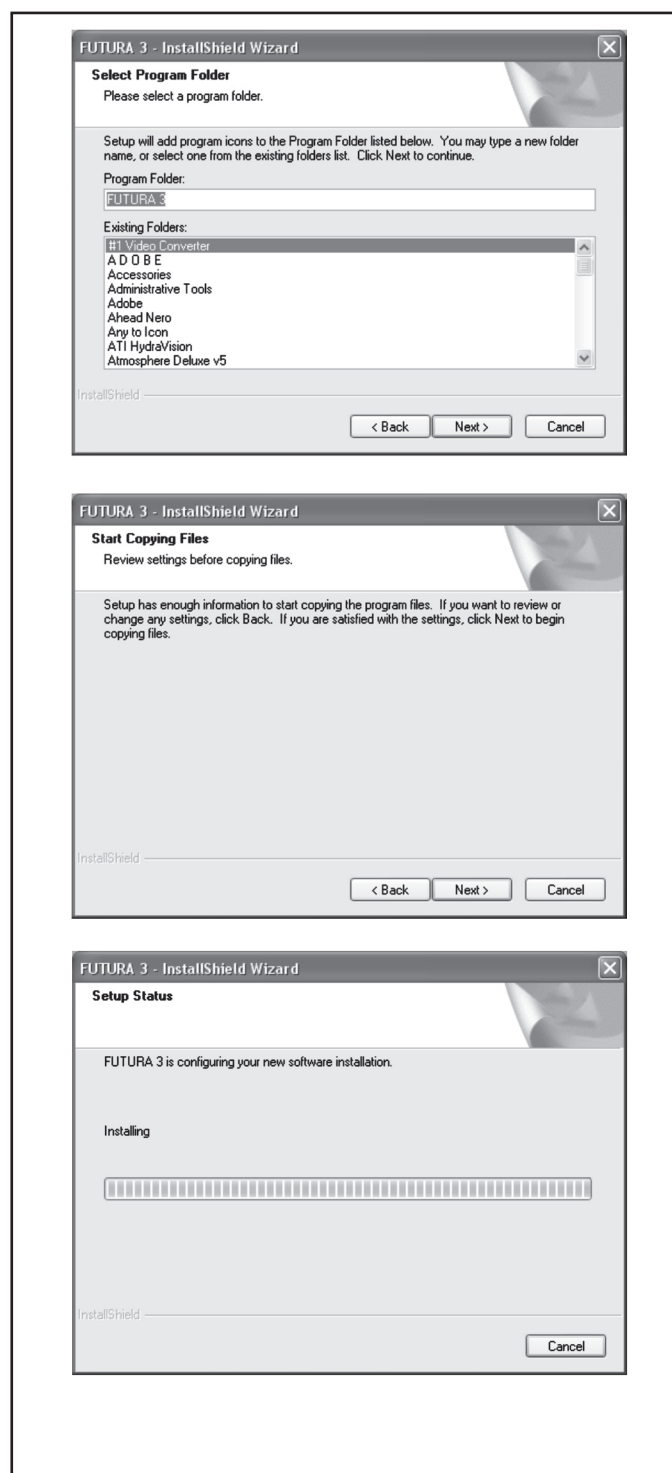 FUTURA 3 - InstallShield Wizard
Select Program Folder
Please select a program folder.
Setup will add program icons to the Program Folder listed below. You may type a new folder
name, or select one from the existing folders list. Click Next to continue.
Program Folder:
FUTURA 3
Existing Folders:
#1 Video Converter
A D O B E
Accessories
Administrative Tools
Adobe
Ahead Nero
Any to Icon
ATI HydraVision
Atmosphere Deluxe v5
InstallShield
< Back Next > Cancel
FUTURA 3 - InstallShield Wizard
Start Copying Files
Review settings before copying files.
Setup has enough information to start copying the program files. If you want to review or
change any settings, click Back. If you are satisfied with the settings, click Next to begin
copying files.
InstallShield
< Back Next > Cancel
FUTURA 3 - InstallShield Wizard
Setup Status
FUTURA 3 is configuring your new software installation.
Installing
InstallShield
Cancel